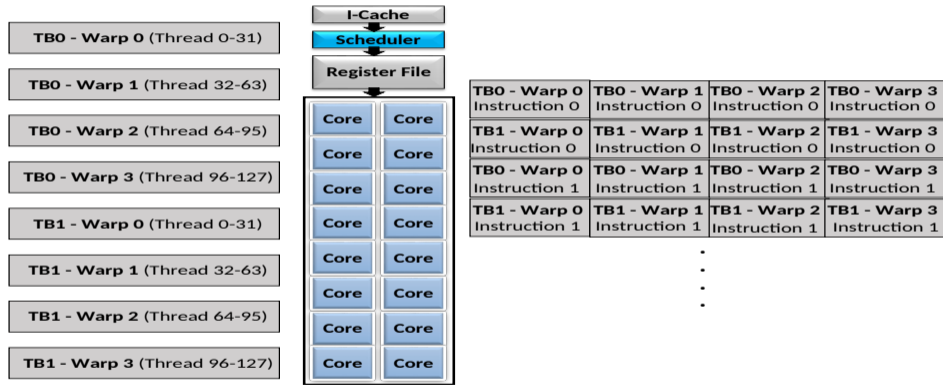 TB0 - Warp 0 (Thread 0-31)
TB0 - Warp 1 (Thread 32-63)
TB0 - Warp 2 (Thread 64-95)
TB0 - Warp 3 (Thread 96-127)
TB1 - Warp 0 (Thread 0-31)
TB1 - Warp 1 (Thread 32-63)
TB1 - Warp 2 (Thread 64-95)
TB1 - Warp 3 (Thread 96-127)
I-Cache
Scheduler
Register File
Core Core
Core Core
Core Core
Core Core
Core Core
Core Core
Core Core
Core Core
TB0 - Warp 0 TB0 - Warp 1 TB0 - Warp 2 TB0 - Warp 3
Instruction 0 Instruction 0 Instruction 0 Instruction 0
TB1 - Warp 0 TB1 - Warp 1 TB1 - Warp 2 TB1 - Warp 3
Instruction 0 Instruction 0 Instruction 0 Instruction 0
TB0 - Warp 0 TB0 - Warp 1 TB0 - Warp 2 TB0 - Warp 3
Instruction 1 Instruction 1 Instruction 1 Instruction 1
TB1 - Warp 0 TB1 - Warp 1 TB1 - Warp 2 TB1 - Warp 3
Instruction 1 Instruction 1 Instruction 1 Instruction 1